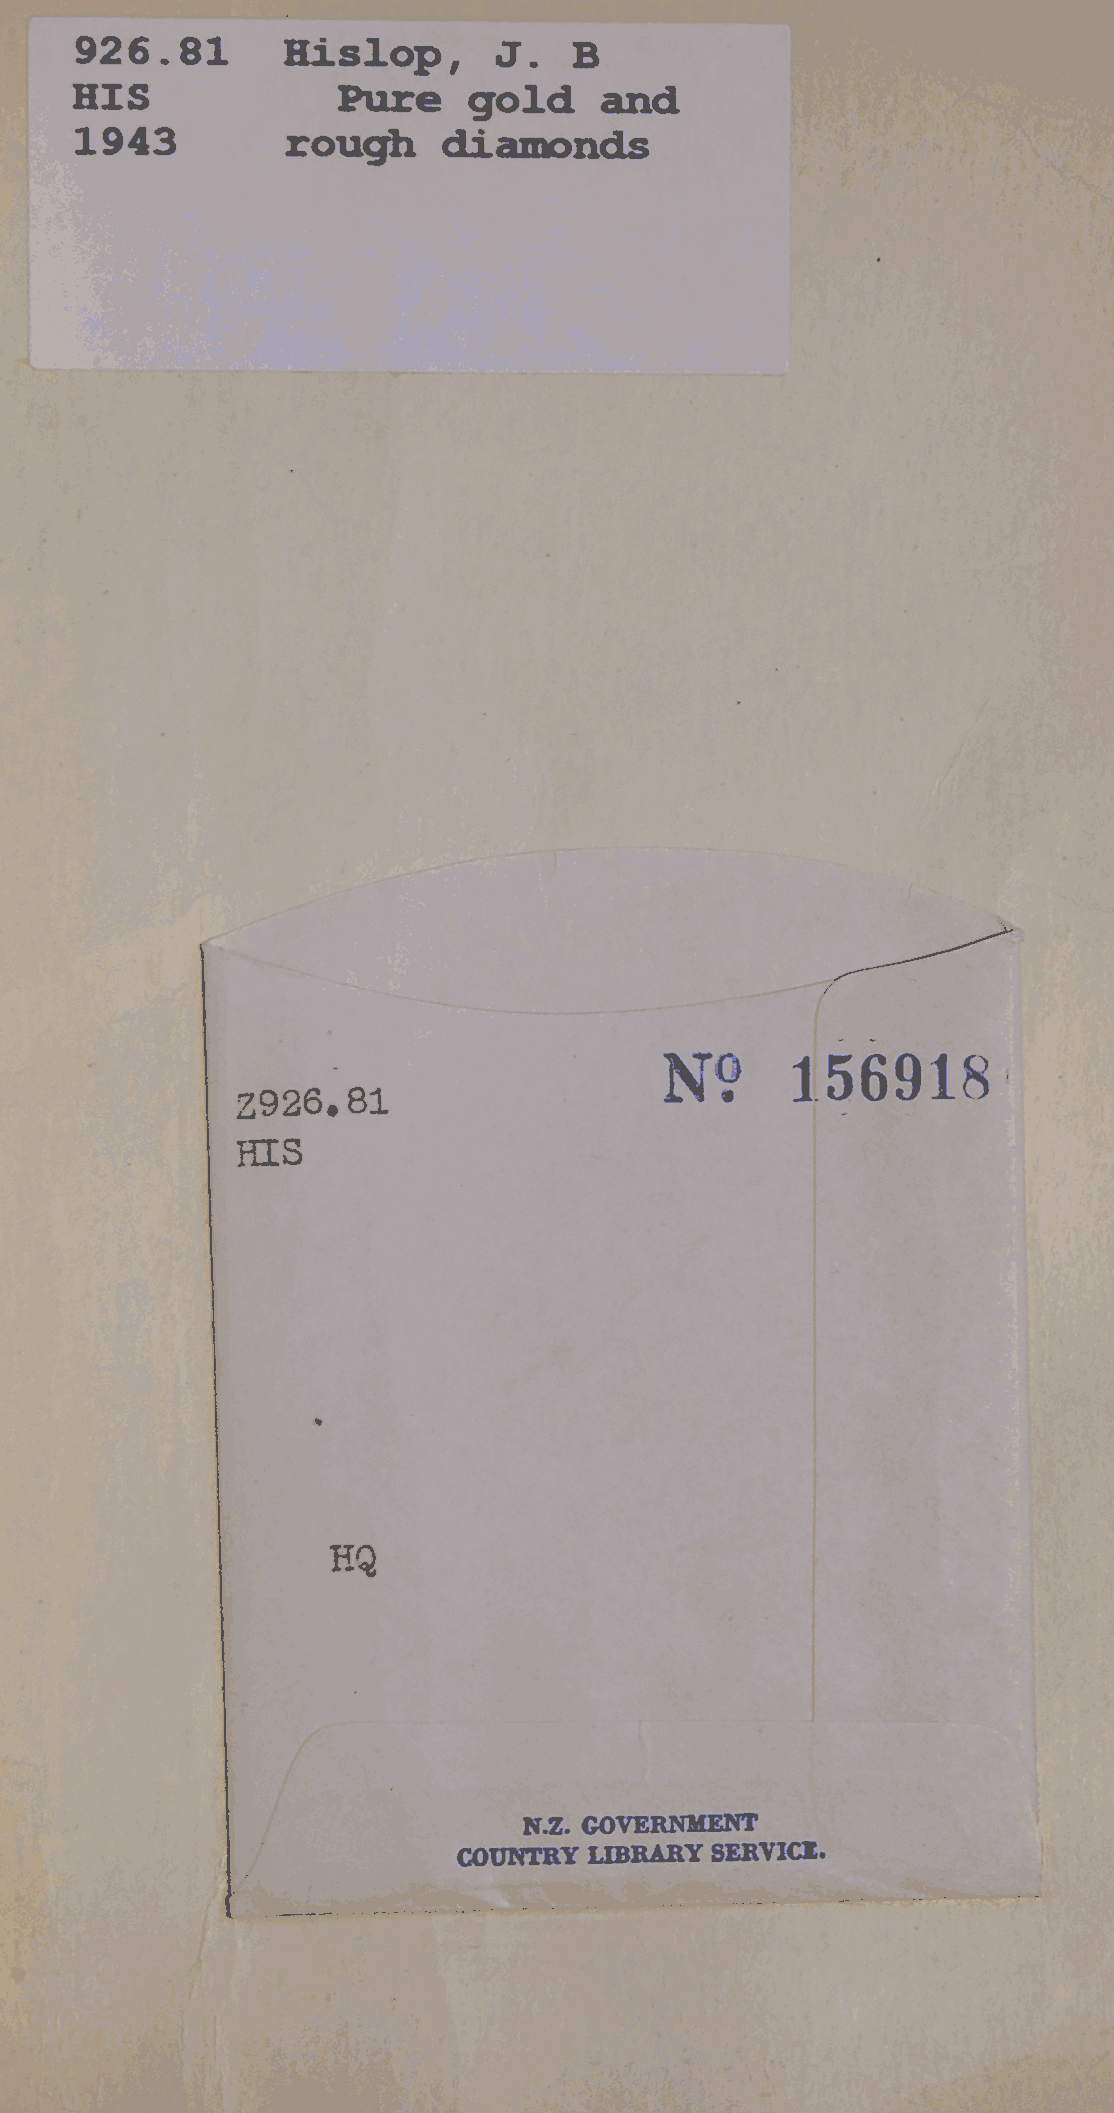 926.81 Hislop, J. B
HIS Pure gold and
1943 rough diamonds
Nº 156918
Z926.81
HIS
HQ
N.Z. GOVERNMENT
COUNTRY LIBRARY SERVICE.